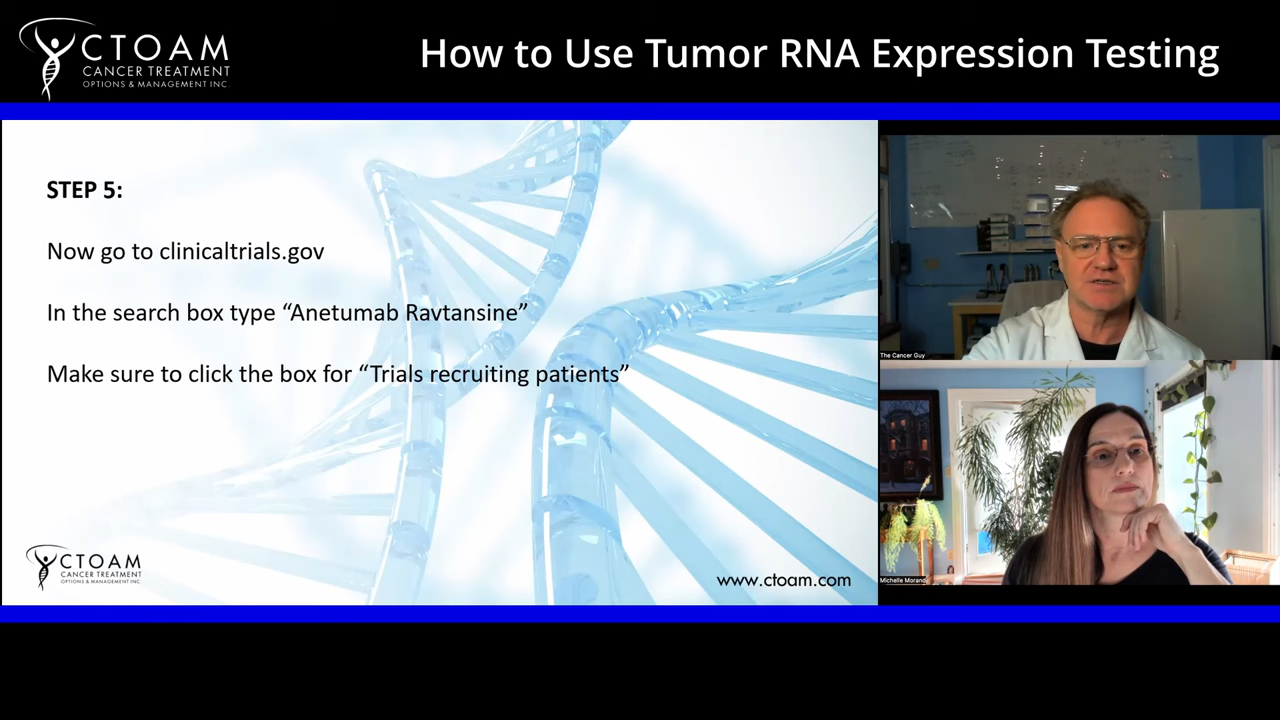 CTOAM
CANCER TREATMENT
OPTIONS & MANAGEMENT INC.
How to Use Tumor RNA Expression Testing
STEP 5:
Now go to clinicaltrials.gov
In the search box type “Anetumab Ravtansine”
Make sure to click the box for “Trials recruiting patients”
CTOAM
CANCER TREATMENT
OPTIONS & MANAGEMENT INC.
www.ctoam.com
The Cancer Guy
Michelle Morand